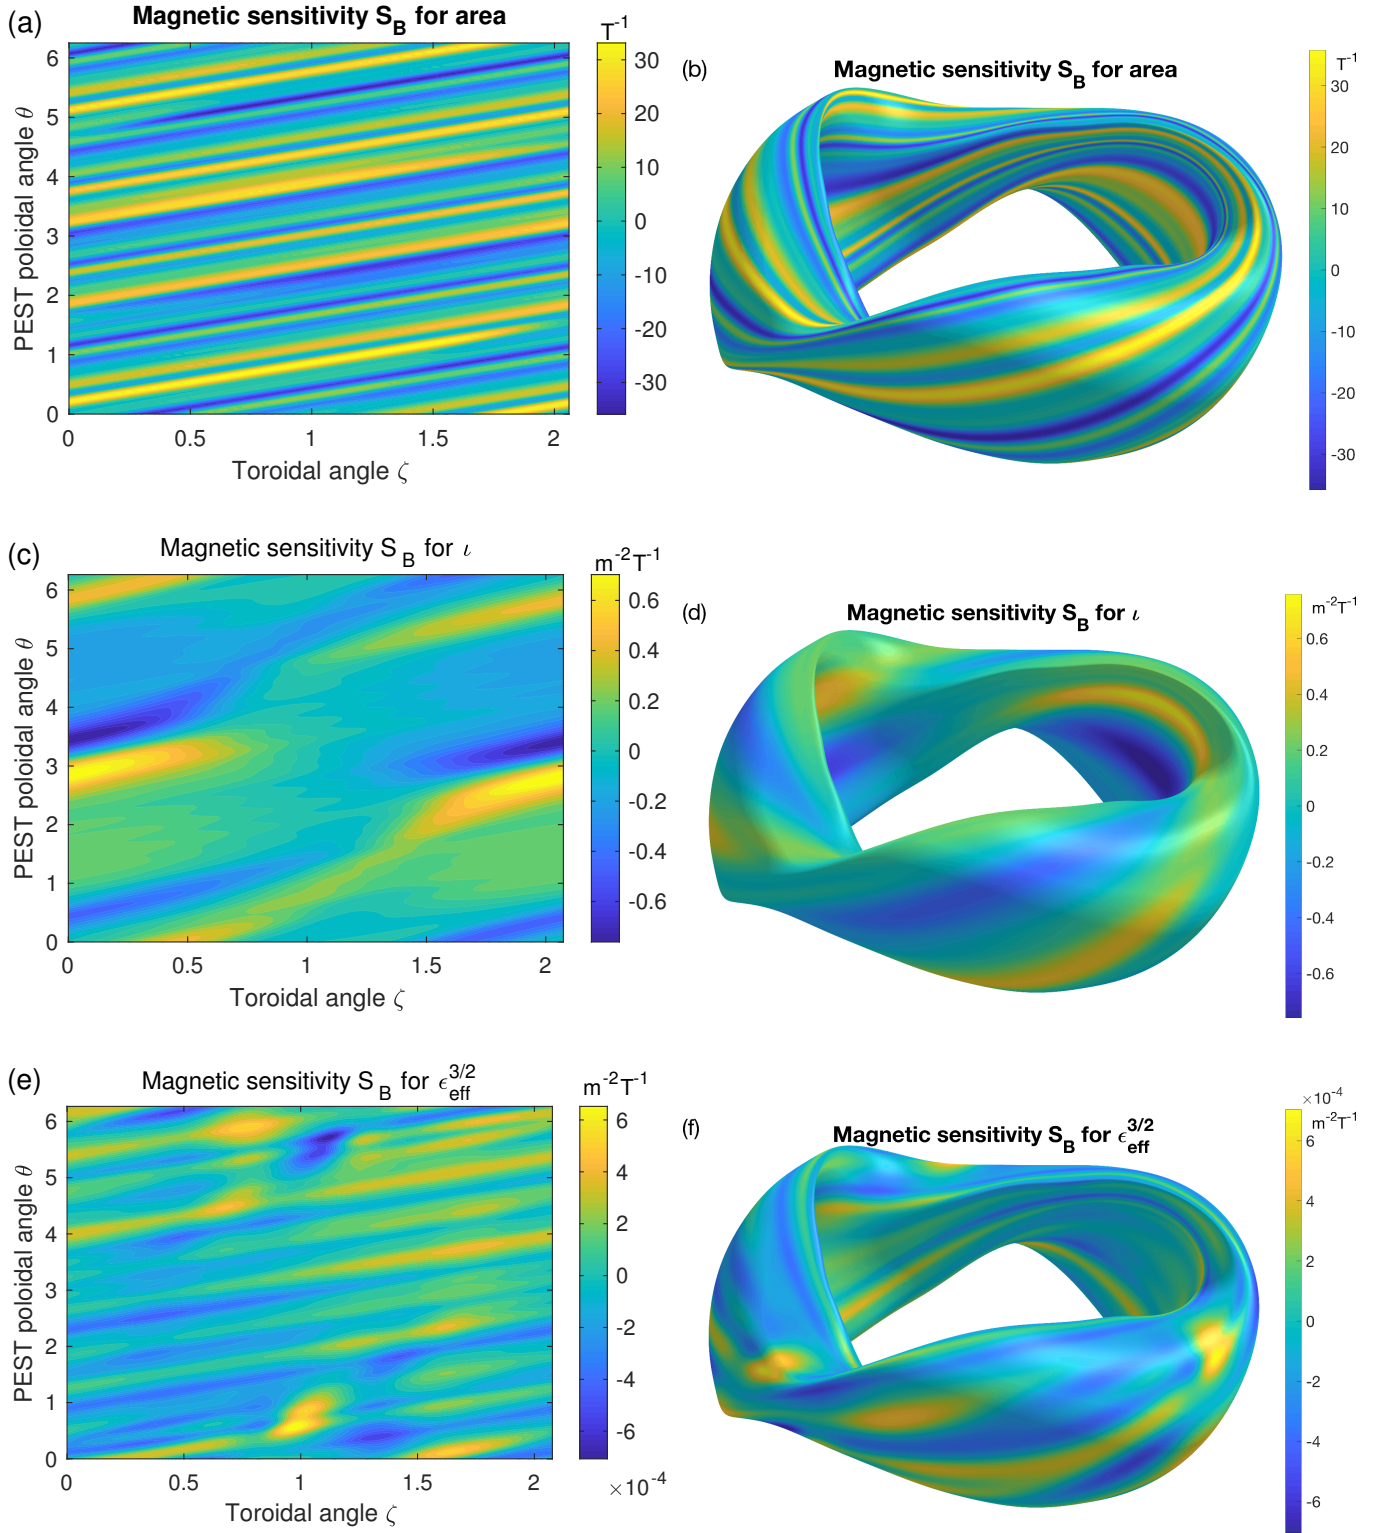 (a)
Magnetic sensitivity S_B for area
T^-1
6
5
4
3
2
1
0
PEST poloidal angle θ
0 0.5 1 1.5 2
Toroidal angle ζ
30
20
10
0
-10
-20
-30
(b)
Magnetic sensitivity S_B for area
T^-1
30
20
10
0
-10
-20
-30
(c)
Magnetic sensitivity S_B for ι
m^-2 T^-1
6
5
4
3
2
1
0
PEST poloidal angle θ
0 0.5 1 1.5 2
Toroidal angle ζ
0.6
0.4
0.2
0
-0.2
-0.4
-0.6
(d)
Magnetic sensitivity S_B for ι
m^-2 T^-1
0.6
0.4
0.2
0
-0.2
-0.4
-0.6
(e)
Magnetic sensitivity S_B for ϵ_eff^3/2
m^-2 T^-1
6
5
4
3
2
1
0
PEST poloidal angle θ
0 0.5 1 1.5 2
Toroidal angle ζ
6
4
2
0
-2
-4
-6
×10^-4
(f)
Magnetic sensitivity S_B for ϵ_eff^3/2
×10^-4
m^-2 T^-1
6
4
2
0
-2
-4
-6